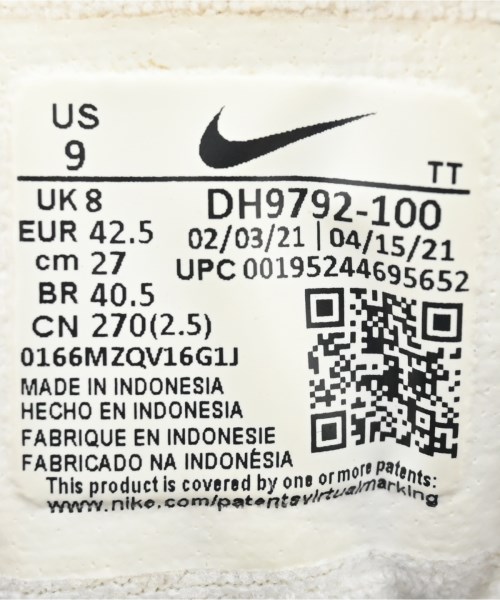 US
9
TT
UK 8
DH9792-100
EUR 42.5
02/03/21 | 04/15/21
cm 27
UPC 00195244695652
BR 40.5
CN 270(2.5)
0166MZQV16G1J
MADE IN INDONESIA
HECHO EN INDONESIA
FABRIQUE EN INDONESIE
FABRICADO NA INDONÉSIA
This product is covered by one or more patents:
www.nike.com/patentsvirtualmarking